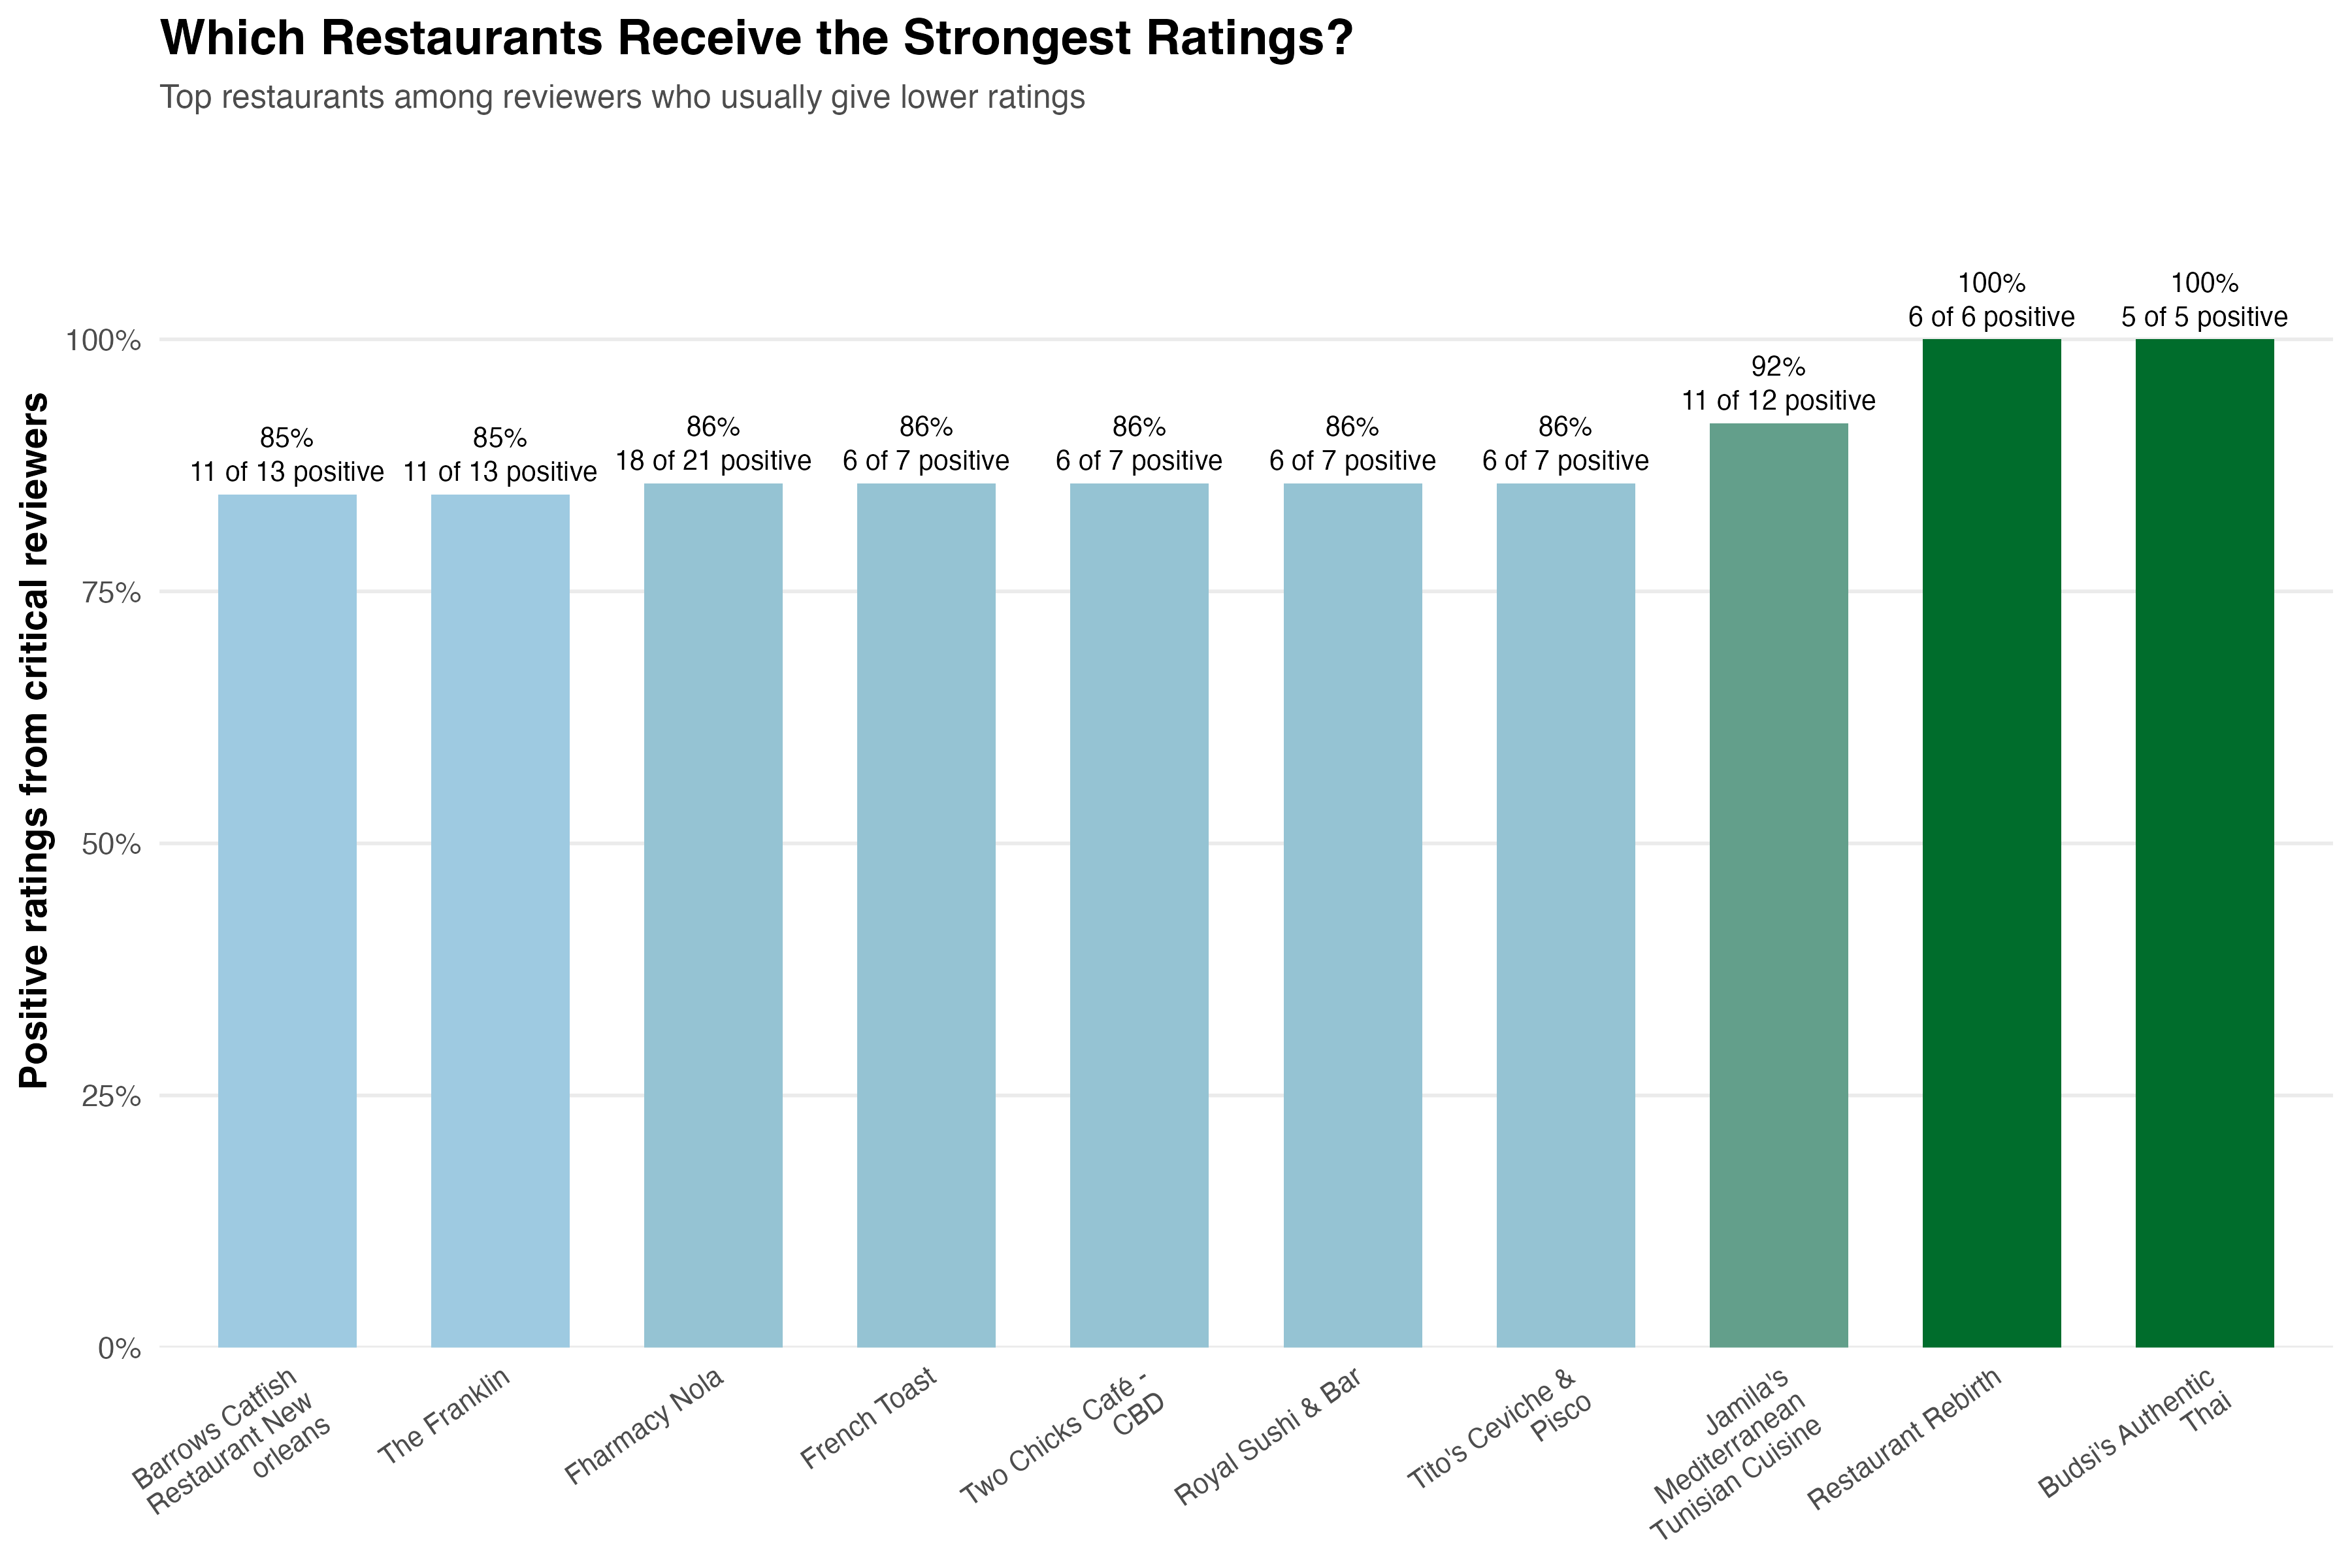 Which Restaurants Receive the Strongest Ratings?
Top restaurants among reviewers who usually give lower ratings
Positive ratings from critical reviewers
100%
75%
50%
25%
0%
85%
11 of 13 positive
85%
11 of 13 positive
86%
18 of 21 positive
86%
6 of 7 positive
86%
6 of 7 positive
86%
6 of 7 positive
86%
6 of 7 positive
92%
11 of 12 positive
100%
6 of 6 positive
100%
5 of 5 positive
Barrows Catfish
Restaurant New
orleans
The Franklin
Fharmacy Nola
French Toast
Two Chicks Café -
CBD
Royal Sushi & Bar
Tito's Ceviche &
Pisco
Jamila's
Mediterranean
Tunisian Cuisine
Restaurant Rebirth
Budsi's Authentic
Thai